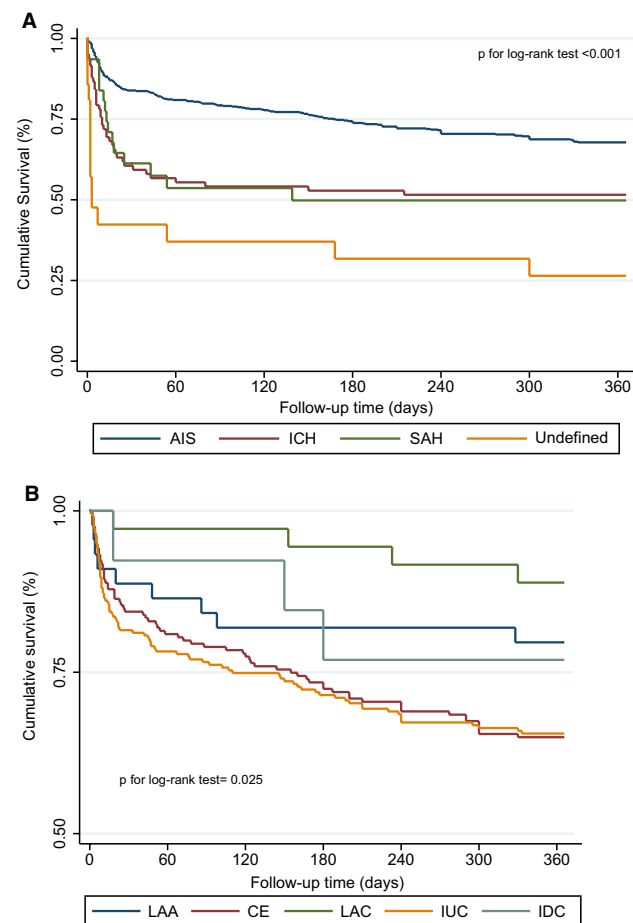 A
p for log-rank test <0.001
Cumulative Survival (%)
1.00
0.75
0.50
0.25
0.00
0 60 120 180 240 300 360
Follow-up time (days)
AIS ICH SAH Undefined
B
Cumulative survival (%)
1.00
0.75
0.50
p for log-rank test= 0.025
0 60 120 180 240 300 360
Follow-up time (days)
LAA CE LAC IUC IDC